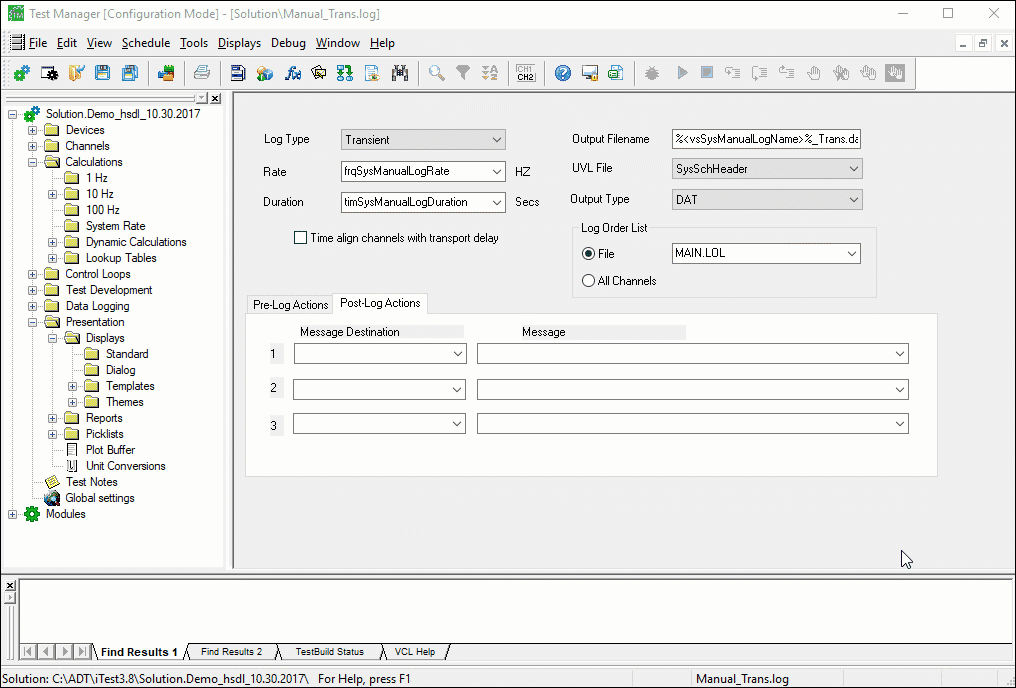 Test Manager [Configuration Mode] - [Solution\Manual_Trans.log]
File Edit View Schedule Tools Displays Debug Window Help
CH1
CH2
Solution.Demo_hsdl_10.30.2017
Devices
Channels
Calculations
1 Hz
10 Hz
100 Hz
System Rate
Dynamic Calculations
Lookup Tables
Control Loops
Test Development
Data Logging
Presentation
Displays
Standard
Dialog
Templates
Themes
Reports
Picklists
Plot Buffer
Unit Conversions
Test Notes
Global settings
Modules
Log Type Transient
Rate frqSysManualLogRate HZ
Duration timSysManualLogDuration Secs
Time align channels with transport delay
Output Filename %<vsSysManualLogName>%_Trans.da
UVL File SysSchHeader
Output Type DAT
Log Order List
File MAIN.LOL
All Channels
Pre-Log Actions Post-Log Actions
Message Destination Message
1
2
3
Find Results 1 Find Results 2 TestBuild Status VCL Help
Solution: C:\ADT\iTest3.8\Solution.Demo_hsdl_10.30.2017\ For Help, press F1 Manual_Trans.log